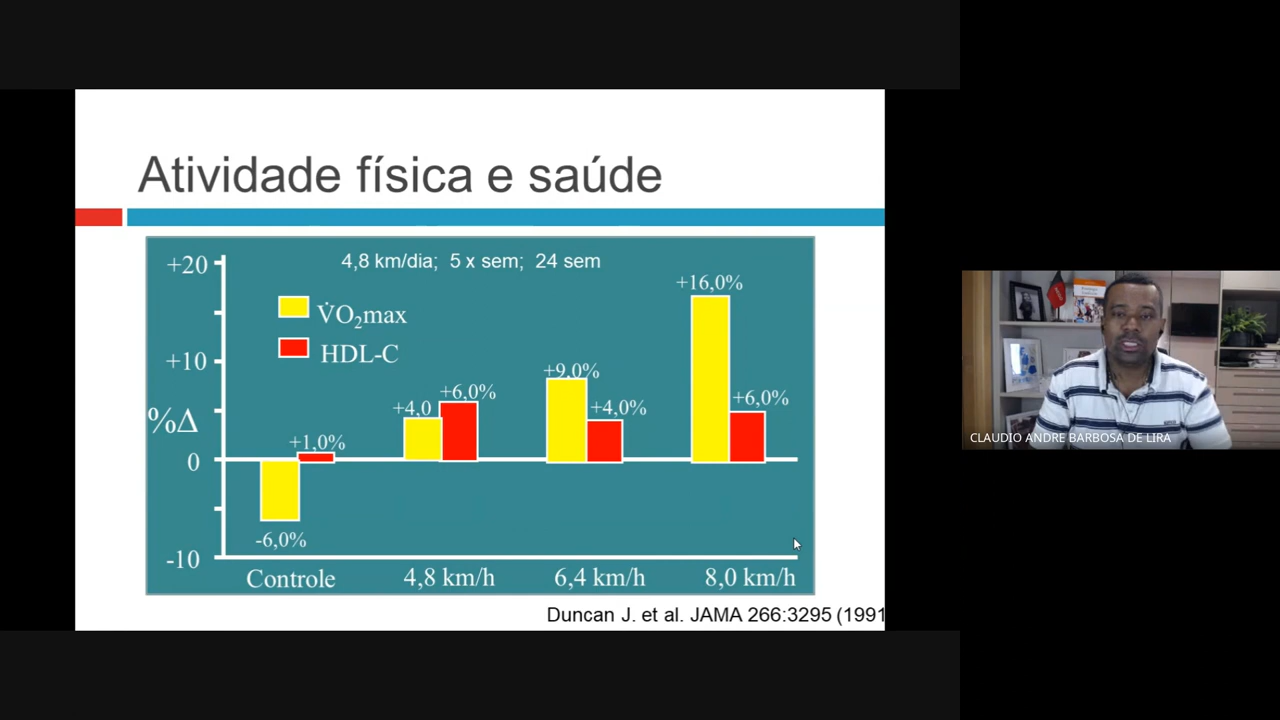 Atividade física e saúde
4,8 km/dia; 5 x sem; 24 sem
V̇O₂max
HDL-C
+20
+10
%Δ
0
-10
-6,0%
+1,0%
+4,0
+6,0%
+9,0%
+4,0%
+16,0%
+6,0%
Controle
4,8 km/h
6,4 km/h
8,0 km/h
Duncan J. et al. JAMA 266:3295 (1991
CLAUDIO ANDRE BARBOSA DE LIRA